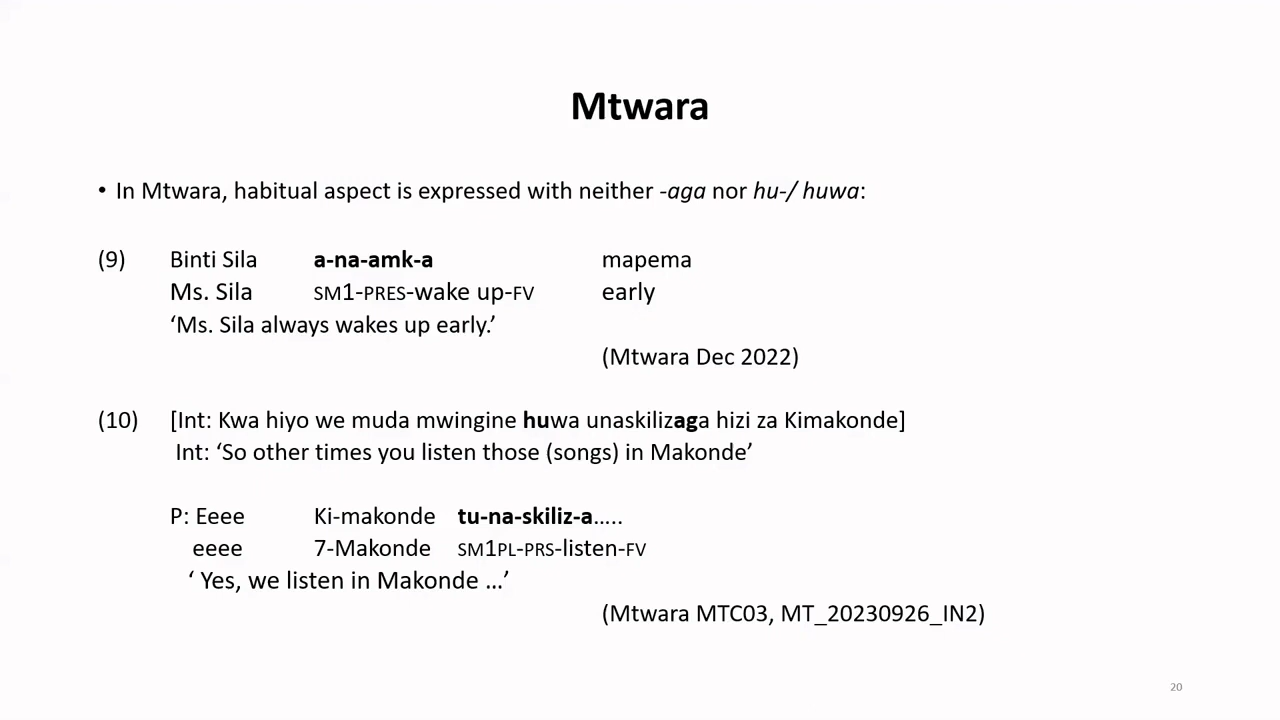 Mtwara
• In Mtwara, habitual aspect is expressed with neither -aga nor hu-/ huwa:
(9) Binti Sila a-na-amk-a mapema
Ms. Sila SM1-PRES-wake up-FV early
‘Ms. Sila always wakes up early.’
(Mtwara Dec 2022)
(10) [Int: Kwa hiyo we muda mwingine huwa unaskilizaga hizi za Kimakonde]
Int: ‘So other times you listen those (songs) in Makonde’
P: Eeee Ki-makonde tu-na-skiliz-a.....
eeee 7-Makonde SM1PL-PRS-listen-FV
‘ Yes, we listen in Makonde …’
(Mtwara MTC03, MT_20230926_IN2)
20